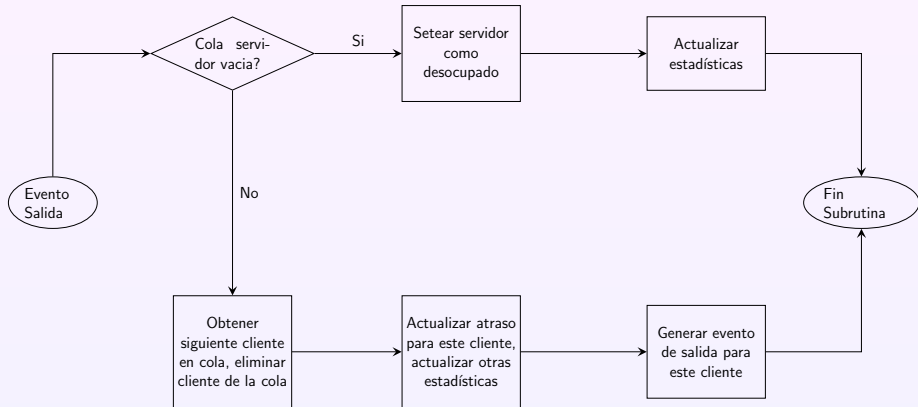 Cola servi-
dor vacia?
Si
Setear servidor
como
desocupado
Actualizar
estadísticas
Evento
Salida
No
Fin
Subrutina
Obtener
siguiente cliente
en cola, eliminar
cliente de la cola
Actualizar atraso
para este cliente,
actualizar otras
estadísticas
Generar evento
de salida para
este cliente